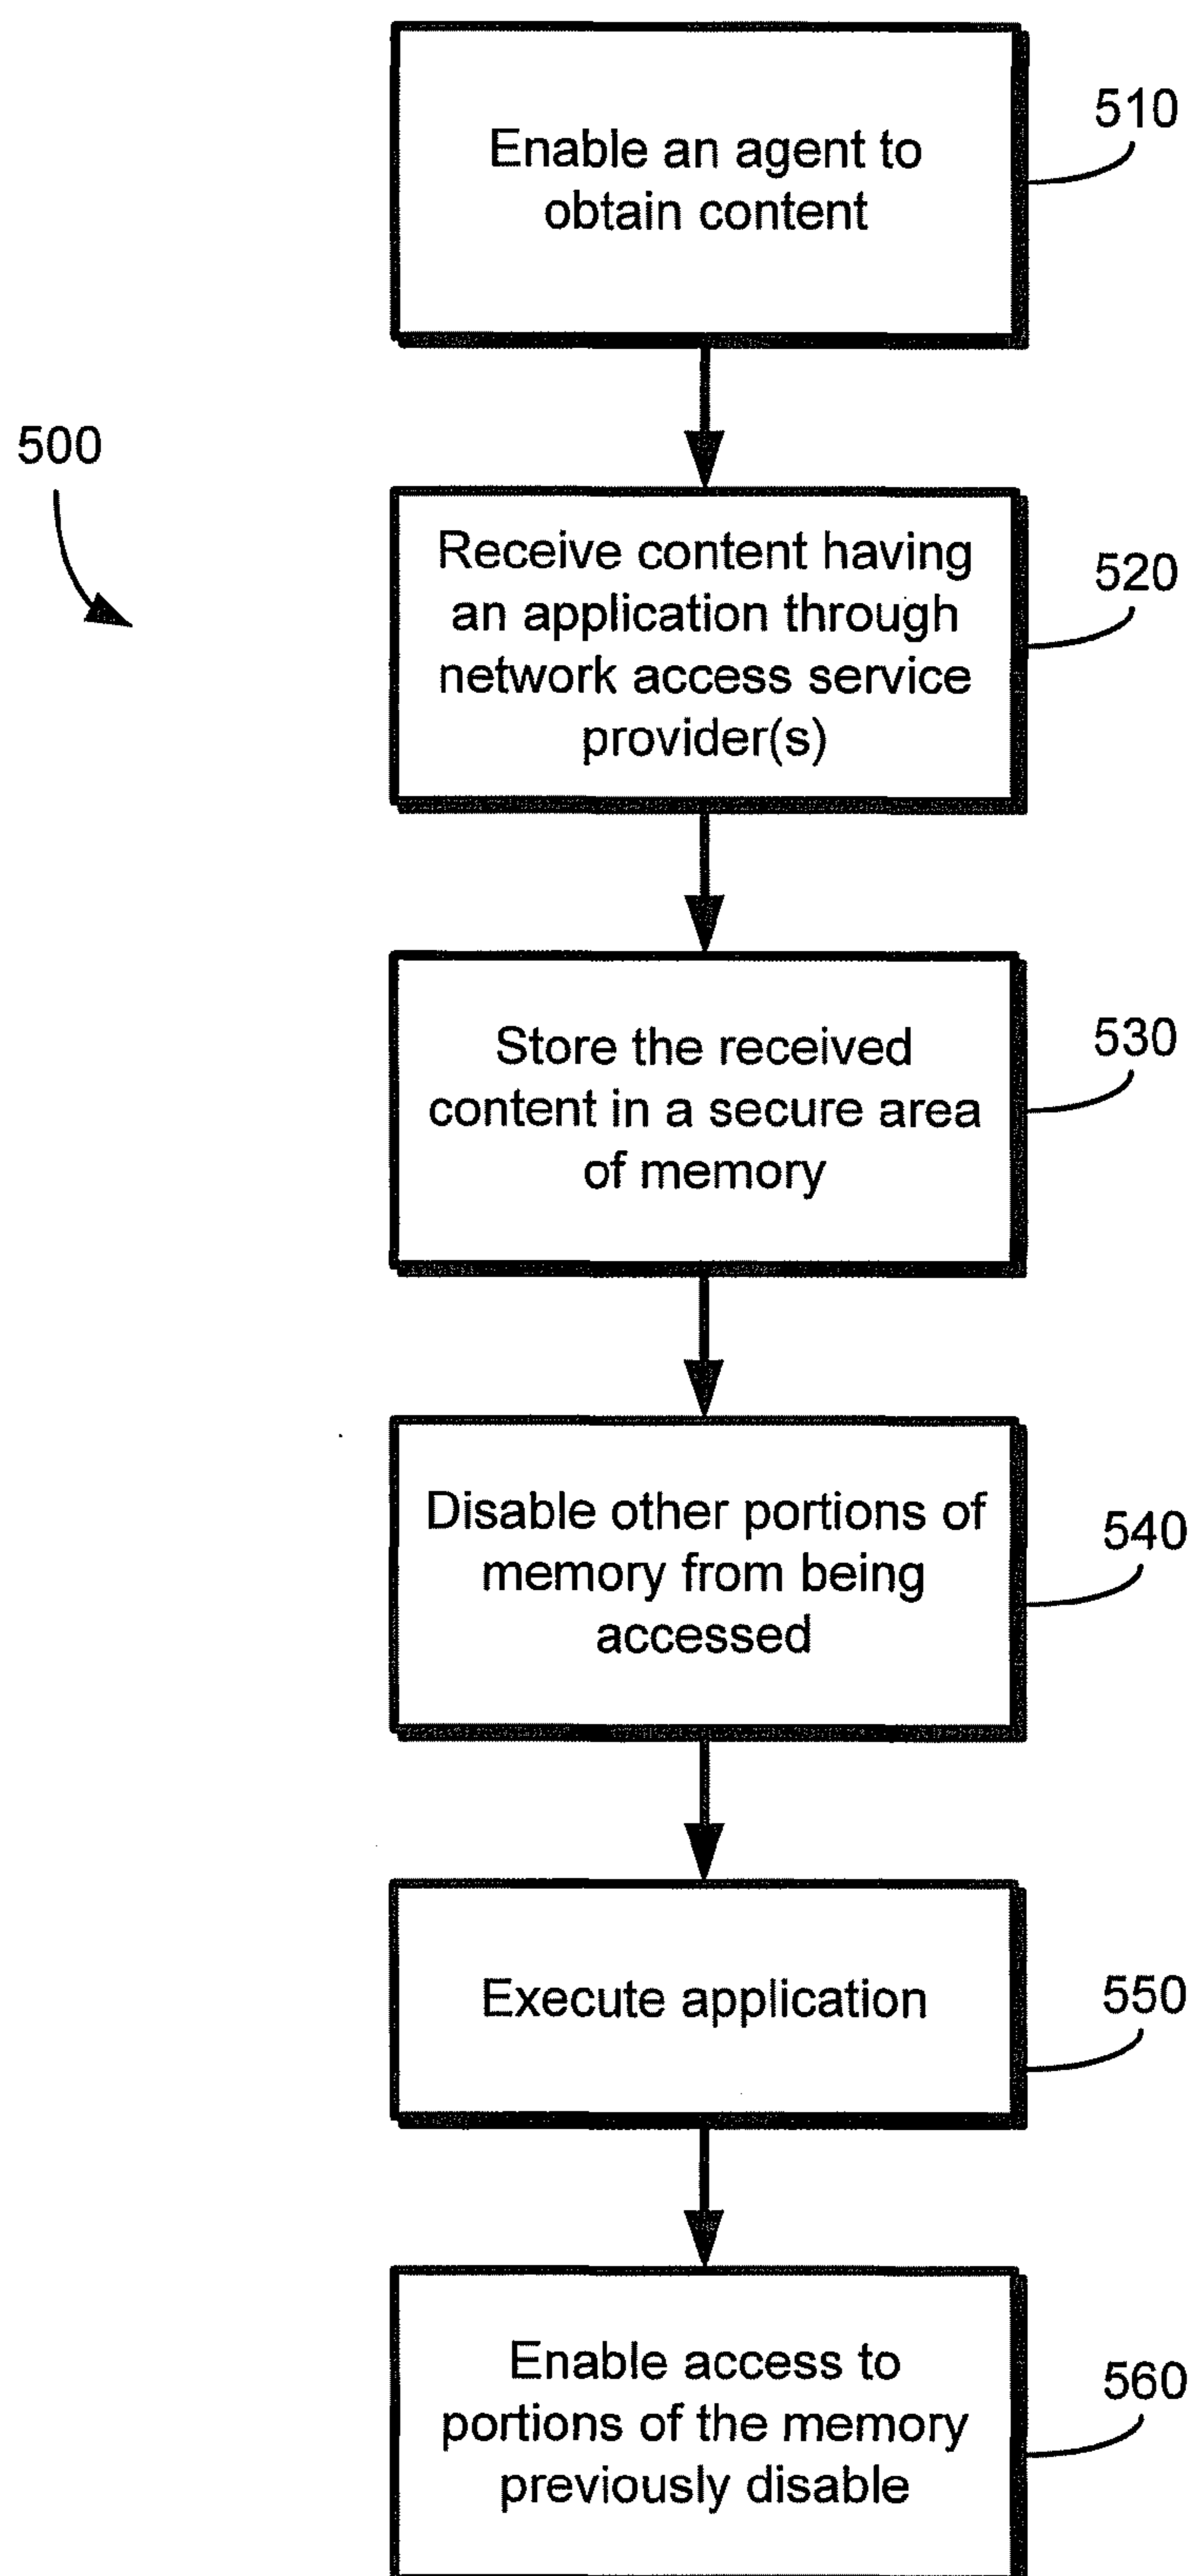 Enable an agent to
obtain content
510
500
Receive content having
an application through
network access service
provider(s)
520
Store the received
content in a secure area
of memory
530
Disable other portions of
memory from being
accessed
540
Execute application
550
Enable access to
portions of the memory
previously disable
560